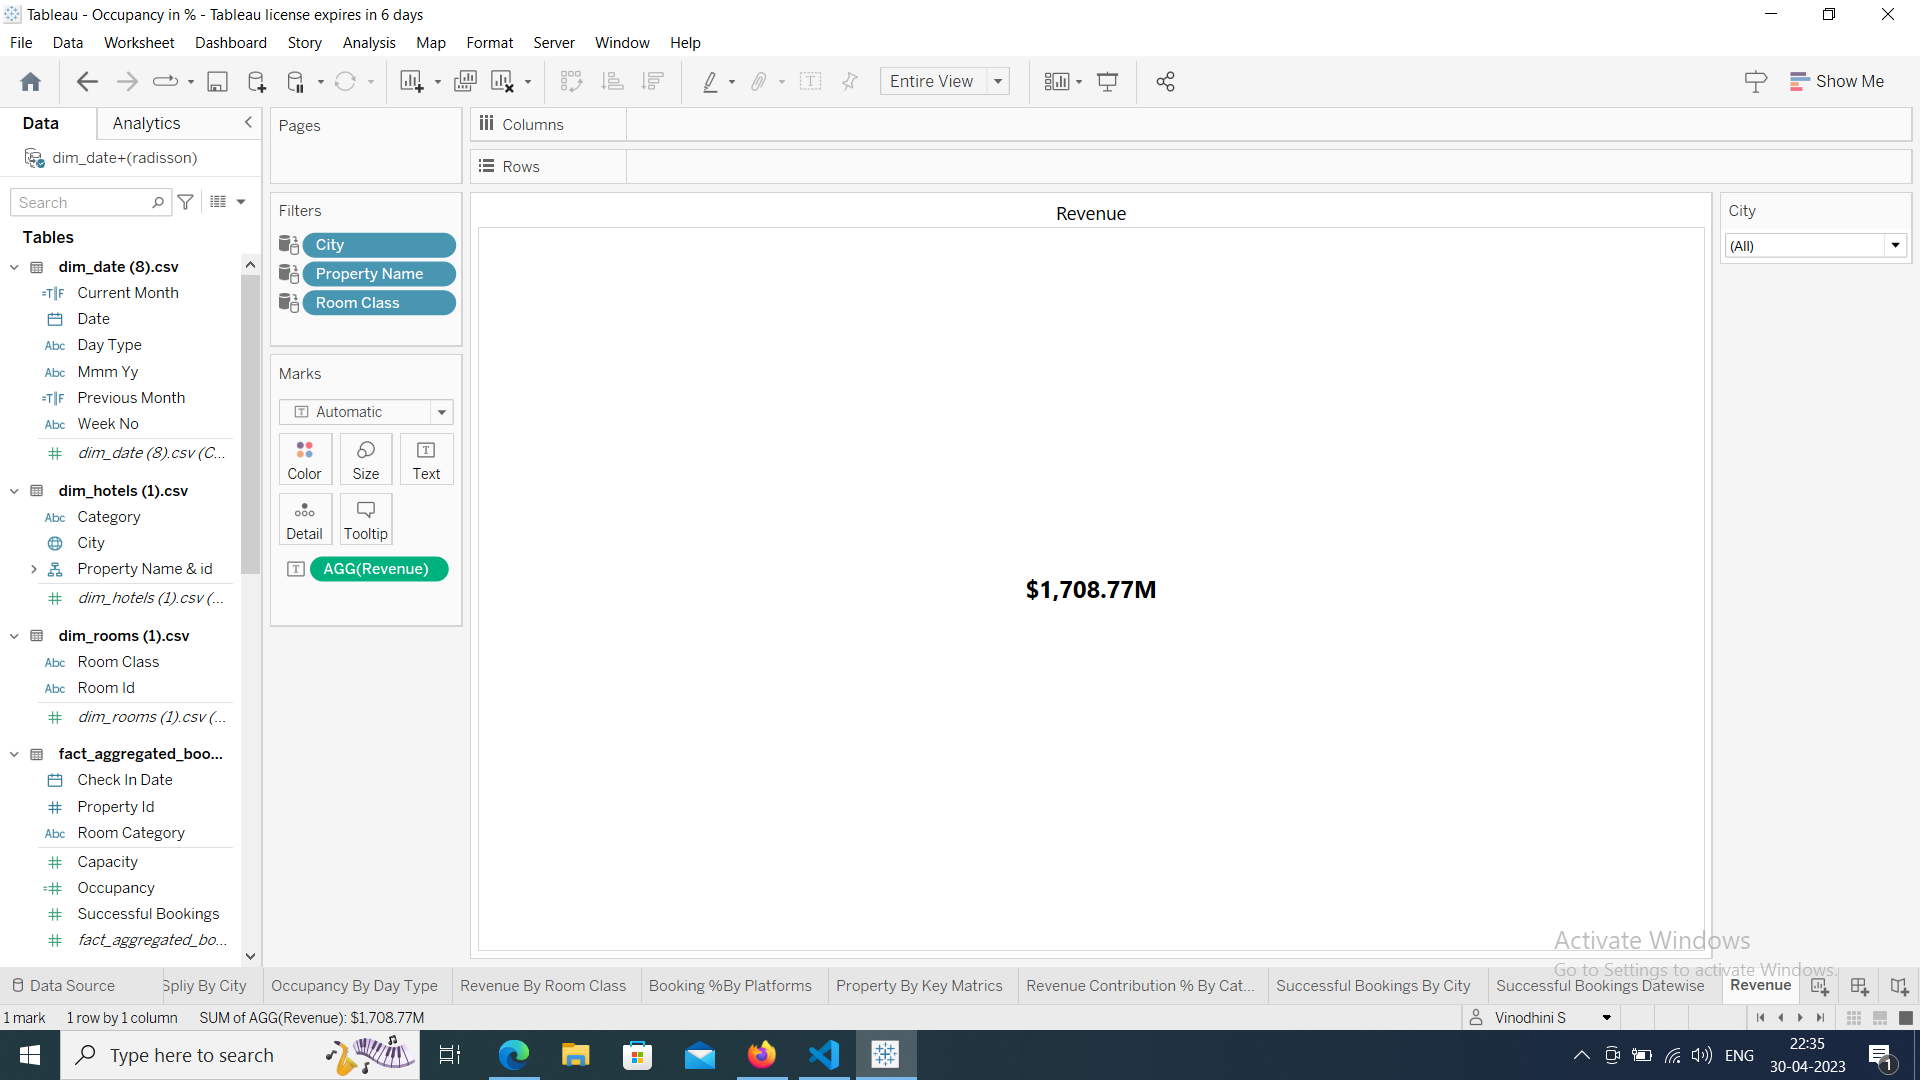 Tableau - Occupancy in % - Tableau license expires in 6 days
File Data Worksheet Dashboard Story Analysis Map Format Server Window Help
Entire View
Show Me
Data Analytics
dim_date+(radisson)
Search
Tables
dim_date (8).csv
=T|F Current Month
Date
Abc Day Type
Abc Mmm Yy
=T|F Previous Month
Abc Week No
dim_date (8).csv (C...
dim_hotels (1).csv
Abc Category
City
Property Name & id
dim_hotels (1).csv (...
dim_rooms (1).csv
Abc Room Class
Abc Room Id
dim_rooms (1).csv (...
fact_aggregated_boo...
Check In Date
Property Id
Abc Room Category
Capacity
Occupancy
Successful Bookings
fact_aggregated_bo...
Pages
Filters
City
Property Name
Room Class
Marks
Automatic
Color Size Text
Detail Tooltip
AGG(Revenue)
Columns
Rows
Revenue
$1,708.77M
City
(All)
Activate Windows
Go to Settings to activate Windows.
Data Source Spliy By City Occupancy By Day Type Revenue By Room Class Booking %By Platforms Property By Key Matrics Revenue Contribution % By Cat... Successful Bookings By City Successful Bookings Datewise Revenue
1 mark 1 row by 1 column SUM of AGG(Revenue): $1,708.77M
Vinodhini S
Type here to search
ENG
22:35
30-04-2023
1